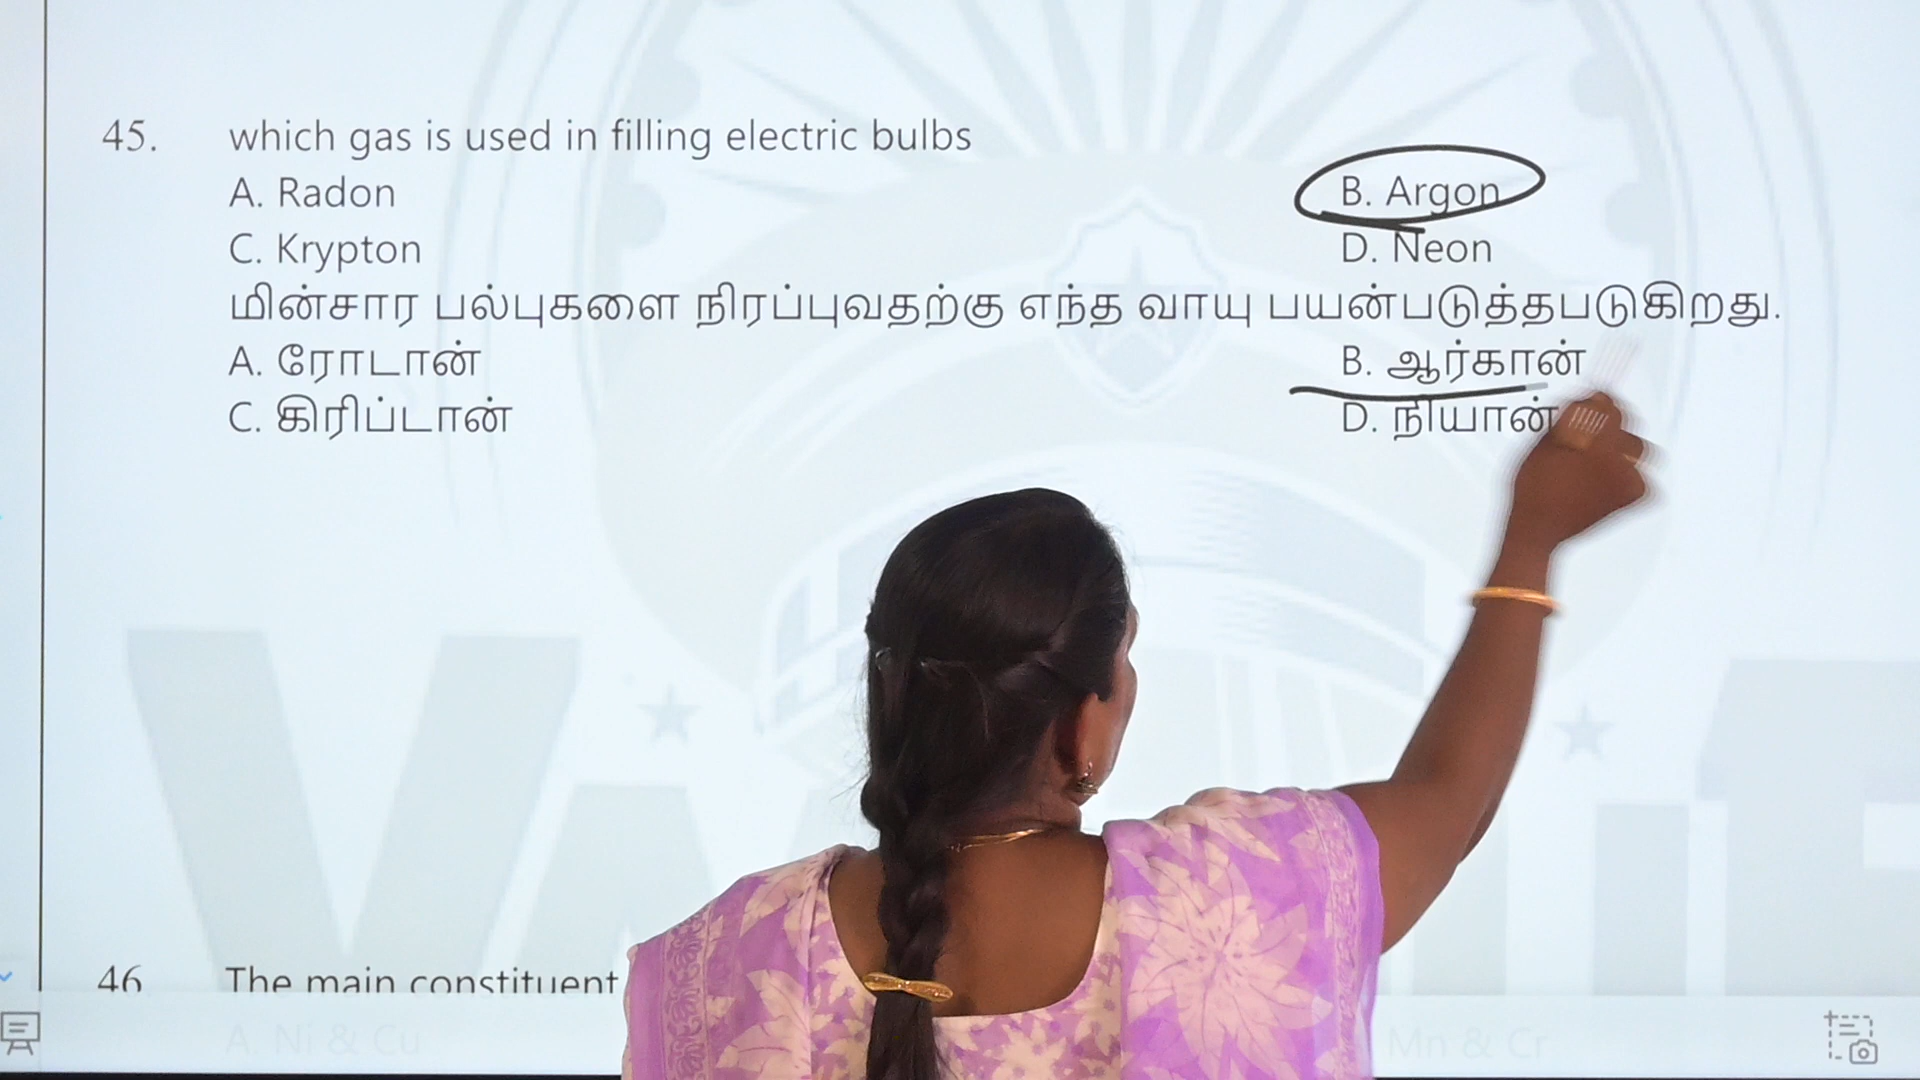 45. which gas is used in filling electric bulbs
A. Radon B. Argon
C. Krypton D. Neon
மின்சார பல்புகளை நிரப்புவதற்கு எந்த வாயு பயன்படுத்தபடுகிறது.
A. ரோடான் B. ஆர்கான்
C. கிரிப்டான் D. நியான்
46 The main constituent
A. Ni & Cu Mn & Cr